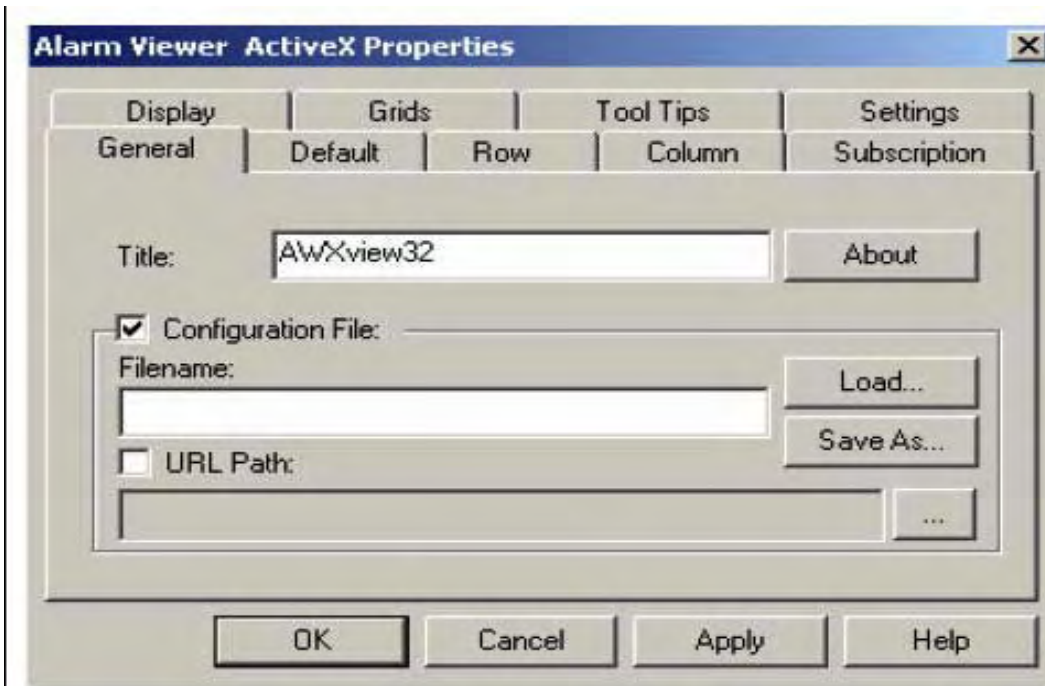 Alarm Viewer ActiveX Properties
Display Grids Tool Tips Settings
General Default Row Column Subscription
Title: AWXview32 About
Configuration File:
Filename:
Load...
Save As...
URL Path:
...
OK Cancel Apply Help